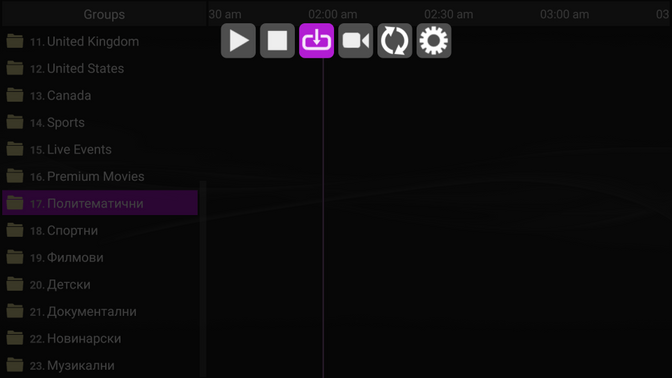 Groups
30 am 02:00 am 02:30 am 03:00 am 03
11. United Kingdom
12. United States
13. Canada
14. Sports
15. Live Events
16. Premium Movies
17. Политематични
18. Спортни
19. Филмови
20. Детски
21. Документални
22. Новинарски
23. Музикални